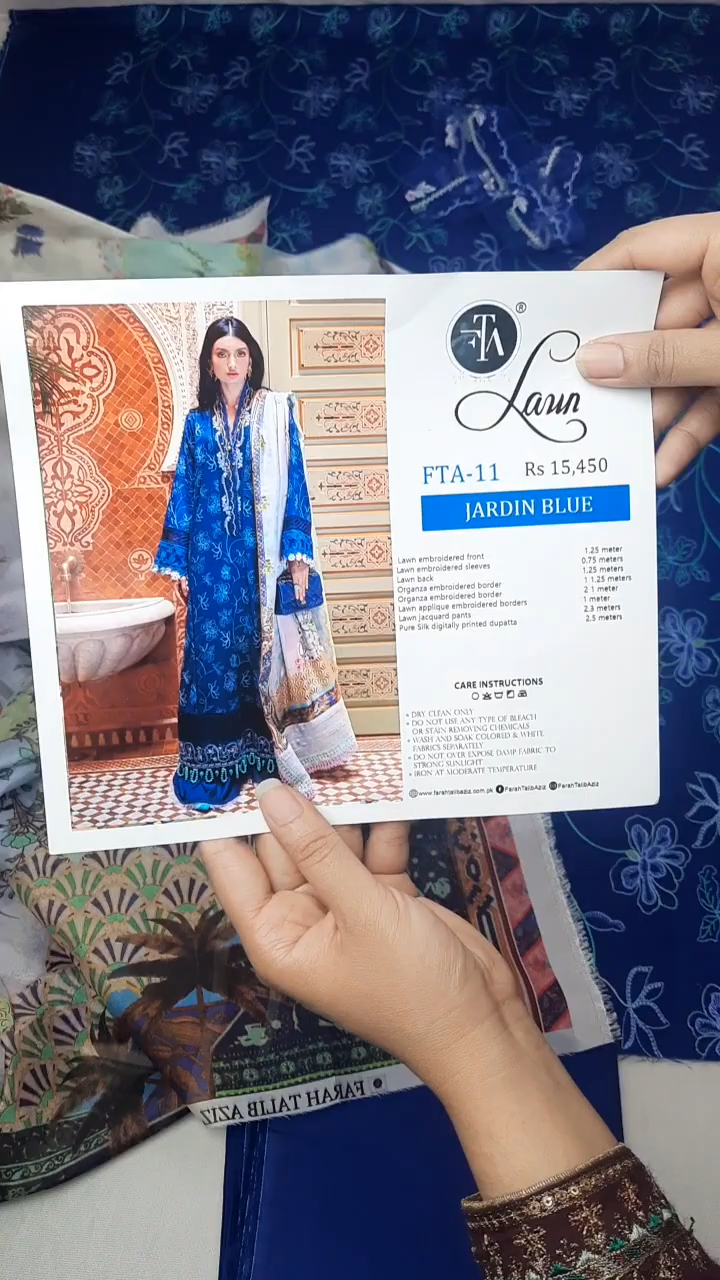 FTA
®
Lawn
FTA-11 Rs 15,450
JARDIN BLUE
Lawn embroidered front 1.25 meter
Lawn embroidered sleeves 0.75 meters
Lawn back 1.25 meters
Organza embroidered border 1 1.25 meters
Organza embroidered border 2 1 meter
Lawn applique embroidered borders 1 meter
Lawn jacquard pants 2.3 meters
Pure Silk digitally printed dupatta 2.5 meters
CARE INSTRUCTIONS
• DRY CLEAN ONLY
• DO NOT USE ANY TYPE OF BLEACH
OR STAIN REMOVING CHEMICALS
• WASH AND SOAK COLORED & WHITE
FABRICS SEPARATELY
• DO NOT OVER EXPOSE DAMP FABRIC TO
STRONG SUNLIGHT
• IRON AT MODERATE TEMPERATURE
www.farahtalibaziz.com.pk FarahTalibAziz FarahTalibAziz
FARAH TALIB AZIZ